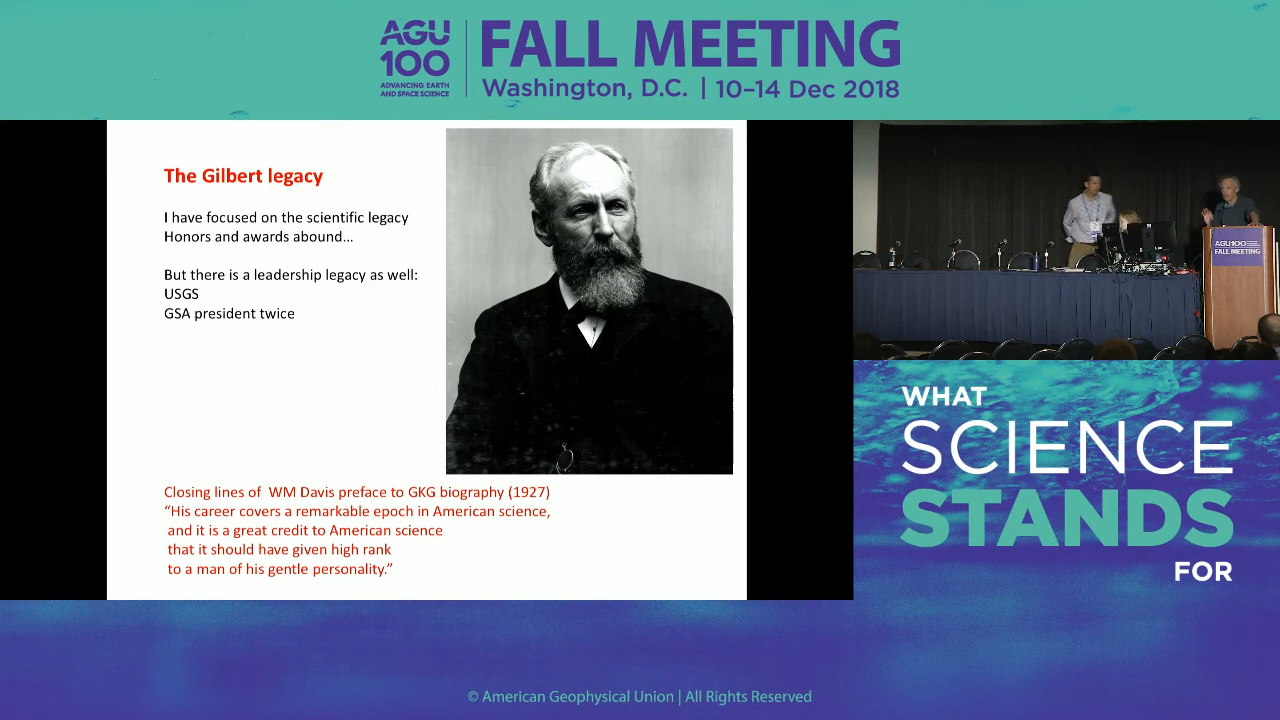 AGU
100
ADVANCING EARTH
AND SPACE SCIENCE
FALL MEETING
Washington, D.C. | 10–14 Dec 2018
The Gilbert legacy
I have focused on the scientific legacy
Honors and awards abound...
But there is a leadership legacy as well:
USGS
GSA president twice
Closing lines of WM Davis preface to GKG biography (1927)
“His career covers a remarkable epoch in American science,
and it is a great credit to American science
that it should have given high rank
to a man of his gentle personality.”
AGU100
FALL MEETING
WHAT
SCIENCE
STANDS
FOR
© American Geophysical Union | All Rights Reserved